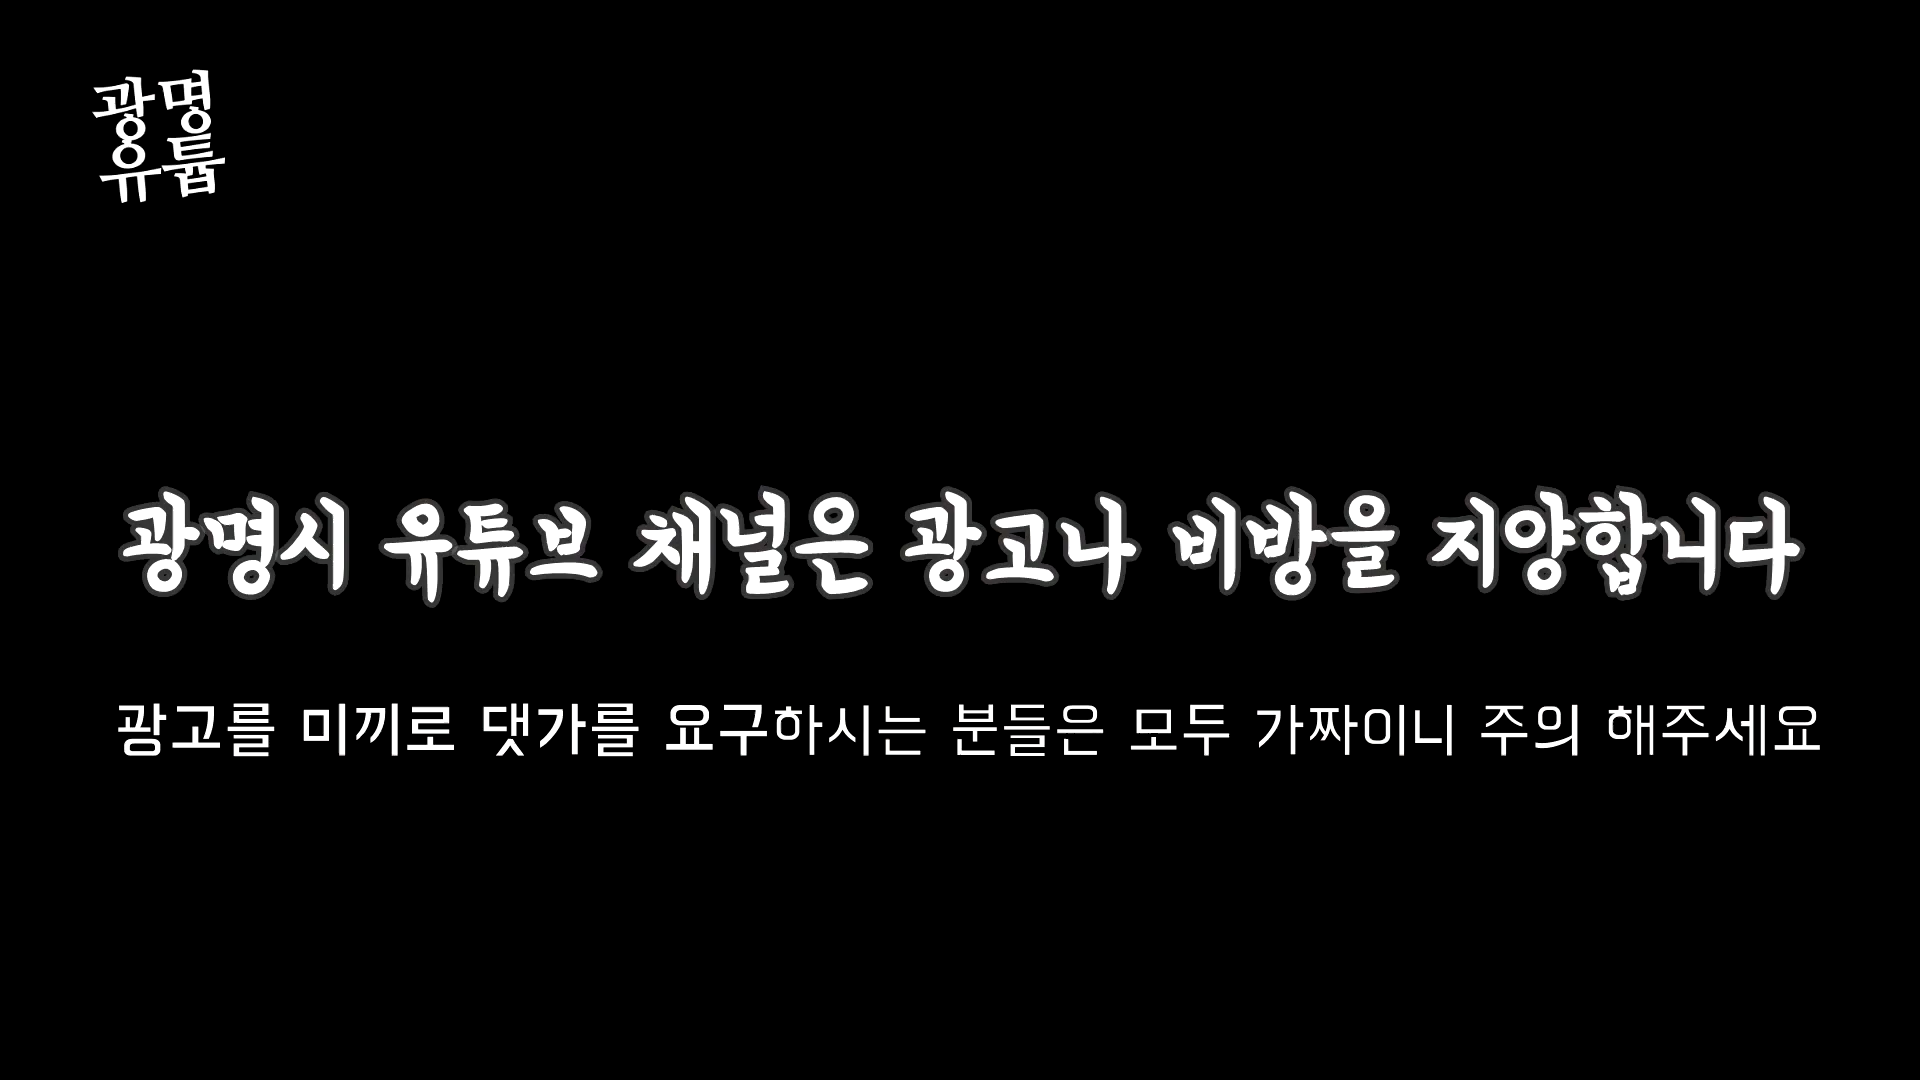 광명
유튭
광명시 유튜브 채널은 광고나 비방을 지양합니다
광고를 미끼로 댓가를 요구하시는 분들은 모두 가짜이니 주의 해주세요